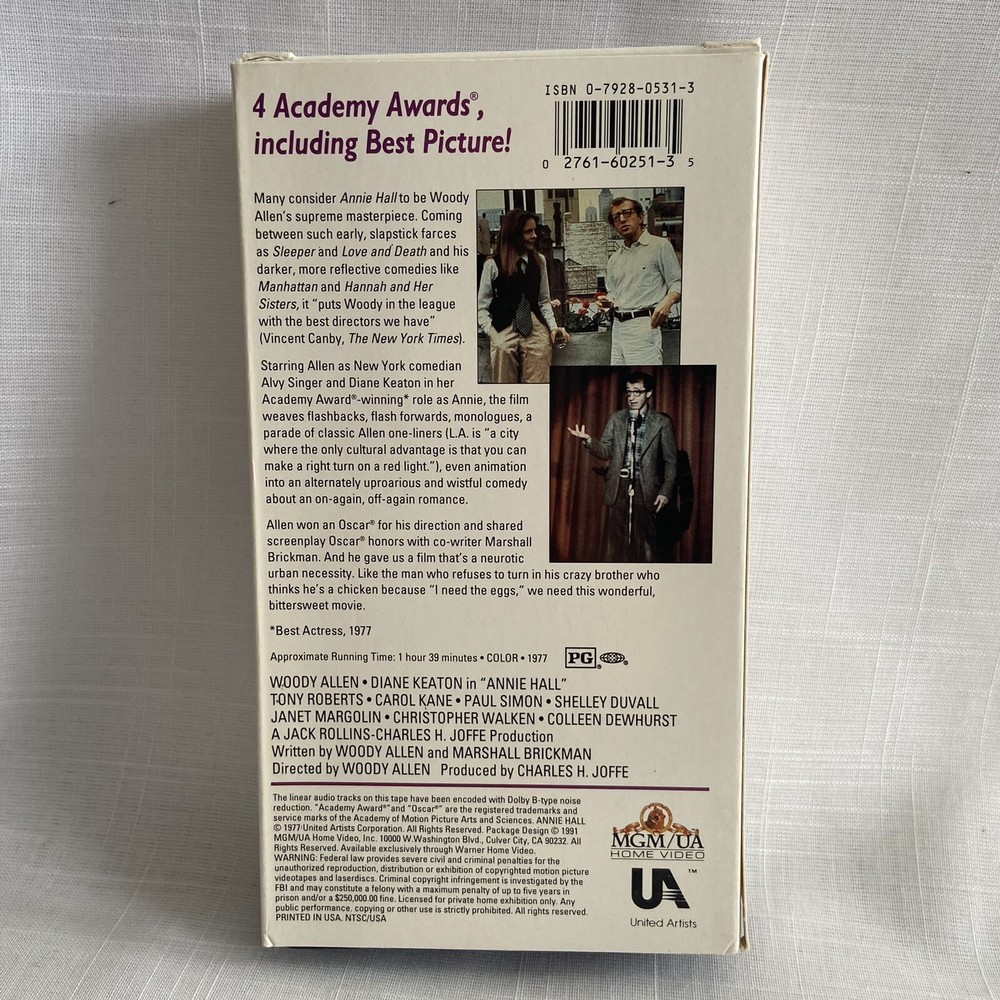 4 Academy Awards®,
including Best Picture!
ISBN 0-7928-0531-3
0 2761-60251-3 5
Many consider Annie Hall to be Woody
Allen's supreme masterpiece. Coming
between such early, slapstick farces
as Sleeper and Love and Death and his
darker, more reflective comedies like
Manhattan and Hannah and Her
Sisters, it "puts Woody in the league
with the best directors we have"
(Vincent Canby, The New York Times).
Starring Allen as New York comedian
Alvy Singer and Diane Keaton in her
Academy Award®-winning* role as Annie, the film
weaves flashbacks, flash forwards, monologues, a
parade of classic Allen one-liners (L.A. is "a city
where the only cultural advantage is that you can
make a right turn on a red light."), even animation
into an alternately uproarious and wistful comedy
about an on-again, off-again romance.
Allen won an Oscar® for his direction and shared
screenplay Oscar® honors with co-writer Marshall
Brickman. And he gave us a film that's a neurotic
urban necessity. Like the man who refuses to turn in his crazy brother who
thinks he's a chicken because "I need the eggs," we need this wonderful,
bittersweet movie.
*Best Actress, 1977
Approximate Running Time: 1 hour 39 minutes • COLOR • 1977 PG®
WOODY ALLEN • DIANE KEATON in "ANNIE HALL"
TONY ROBERTS • CAROL KANE • PAUL SIMON • SHELLEY DUVALL
JANET MARGOLIN • CHRISTOPHER WALKEN • COLLEEN DEWHURST
A JACK ROLLINS-CHARLES H. JOFFE Production
Written by WOODY ALLEN and MARSHALL BRICKMAN
Directed by WOODY ALLEN Produced by CHARLES H. JOFFE
The linear audio tracks on this tape have been encoded with Dolby B-type noise
reduction. "Academy Award®" and "Oscar®" are the registered trademarks and
service marks of the Academy of Motion Picture Arts and Sciences. ANNIE HALL
© 1977 United Artists Corporation. All Rights Reserved. Package Design © 1991
MGM/UA Home Video, Inc. 10000 W. Washington Blvd., Culver City, CA 90232. All
Rights Reserved. Available exclusively through Warner Home Video.
WARNING: Federal law provides severe civil and criminal penalties for the
unauthorized reproduction, distribution or exhibition of copyrighted motion picture
videotapes and laserdiscs. Criminal copyright infringement is investigated by the
FBI and may constitute a felony with a maximum penalty of up to five years in
prison and/or a $250,000.00 fine. Licensed for private home exhibition only. Any
public performance, copying or other use is strictly prohibited. All rights reserved.
PRINTED IN USA. NTSC/USA
MGM/UA
HOME VIDEO
UA™
United Artists